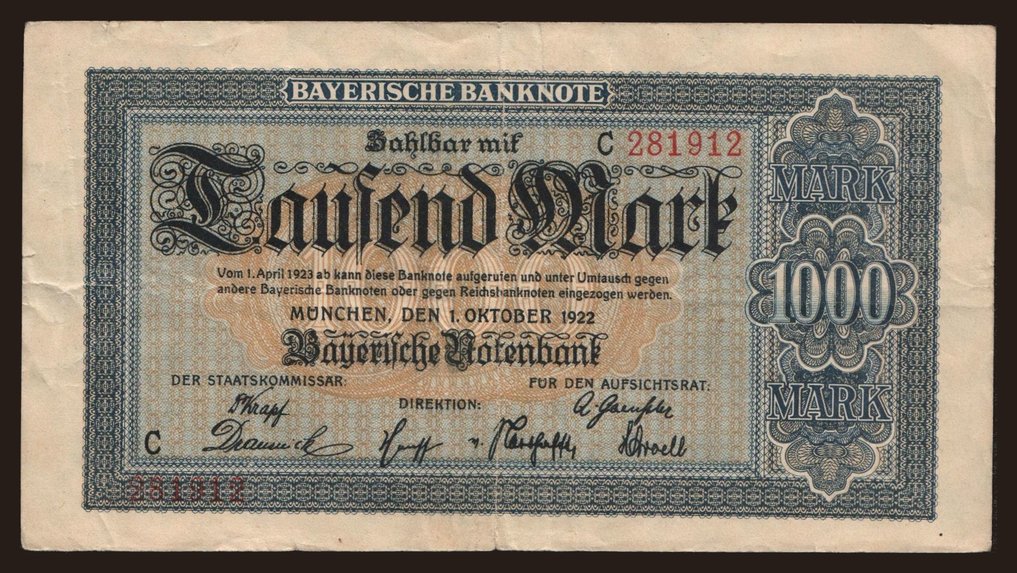 BAYERISCHE BANKNOTE
Zahlbar mit
C 281912
Tausend Mark
Vom 1. April 1923 ab kann diese Banknote aufgerufen und unter Umtausch gegen
andere Bayerische Banknoten oder gegen Reichsbanknoten eingezogen werden.
MÜNCHEN, DEN 1. OKTOBER 1922
Bayerische Notenbank
DER STAATSKOMMISSAR:
FÜR DEN AUFSICHTSRAT:
DIREKTION:
C
281912
MARK
1000
MARK
1000